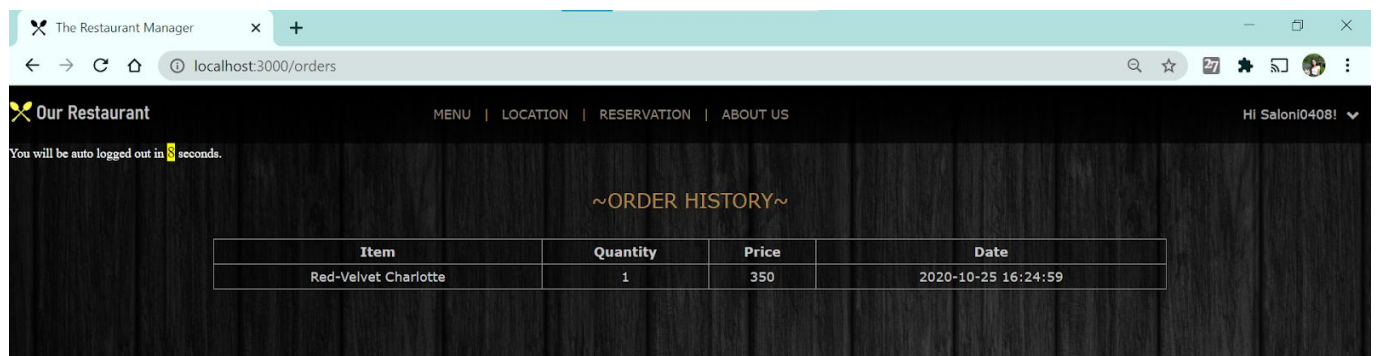 The Restaurant Manager
localhost:3000/orders
27
Our Restaurant MENU | LOCATION | RESERVATION | ABOUT US Hi Saloni0408!
You will be auto logged out in 8 seconds.
~ORDER HISTORY~
Item Quantity Price Date
Red-Velvet Charlotte 1 350 2020-10-25 16:24:59